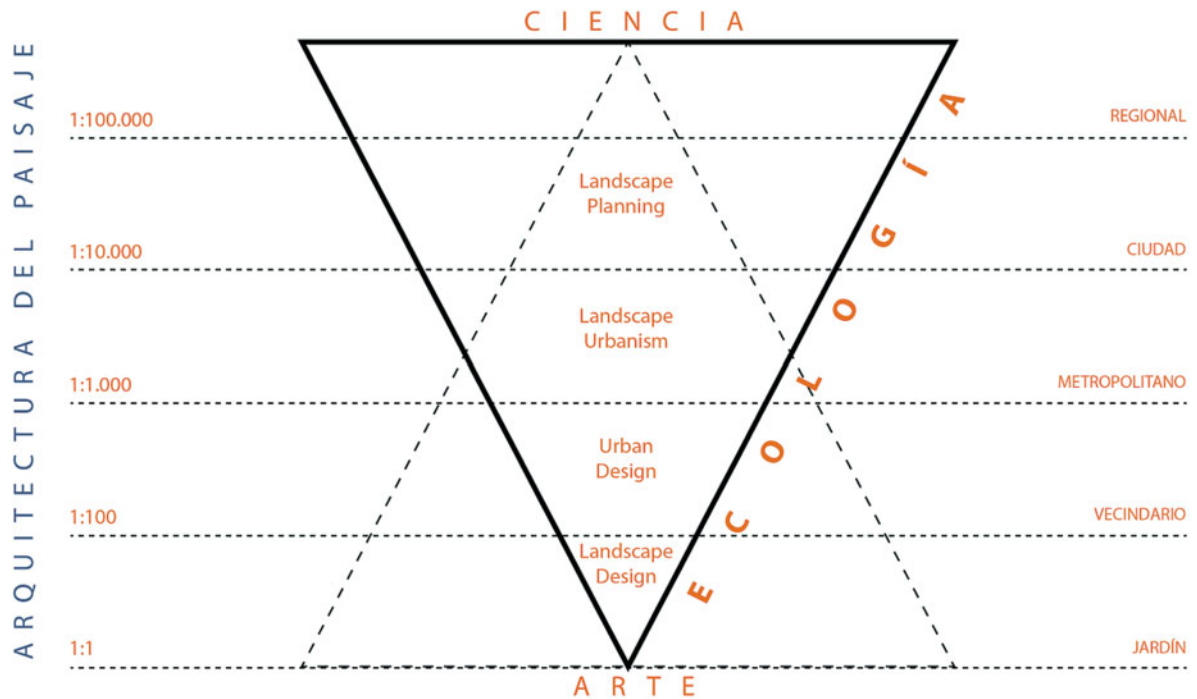 CIENCIA
ARQUITECTURA DEL PAISAJE
ECOLOGÍA
1:100.000
REGIONAL
Landscape
Planning
1:10.000
CIUDAD
Landscape
Urbanism
1:1.000
METROPOLITANO
Urban
Design
1:100
VECINDARIO
Landscape
Design
1:1
JARDÍN
ARTE